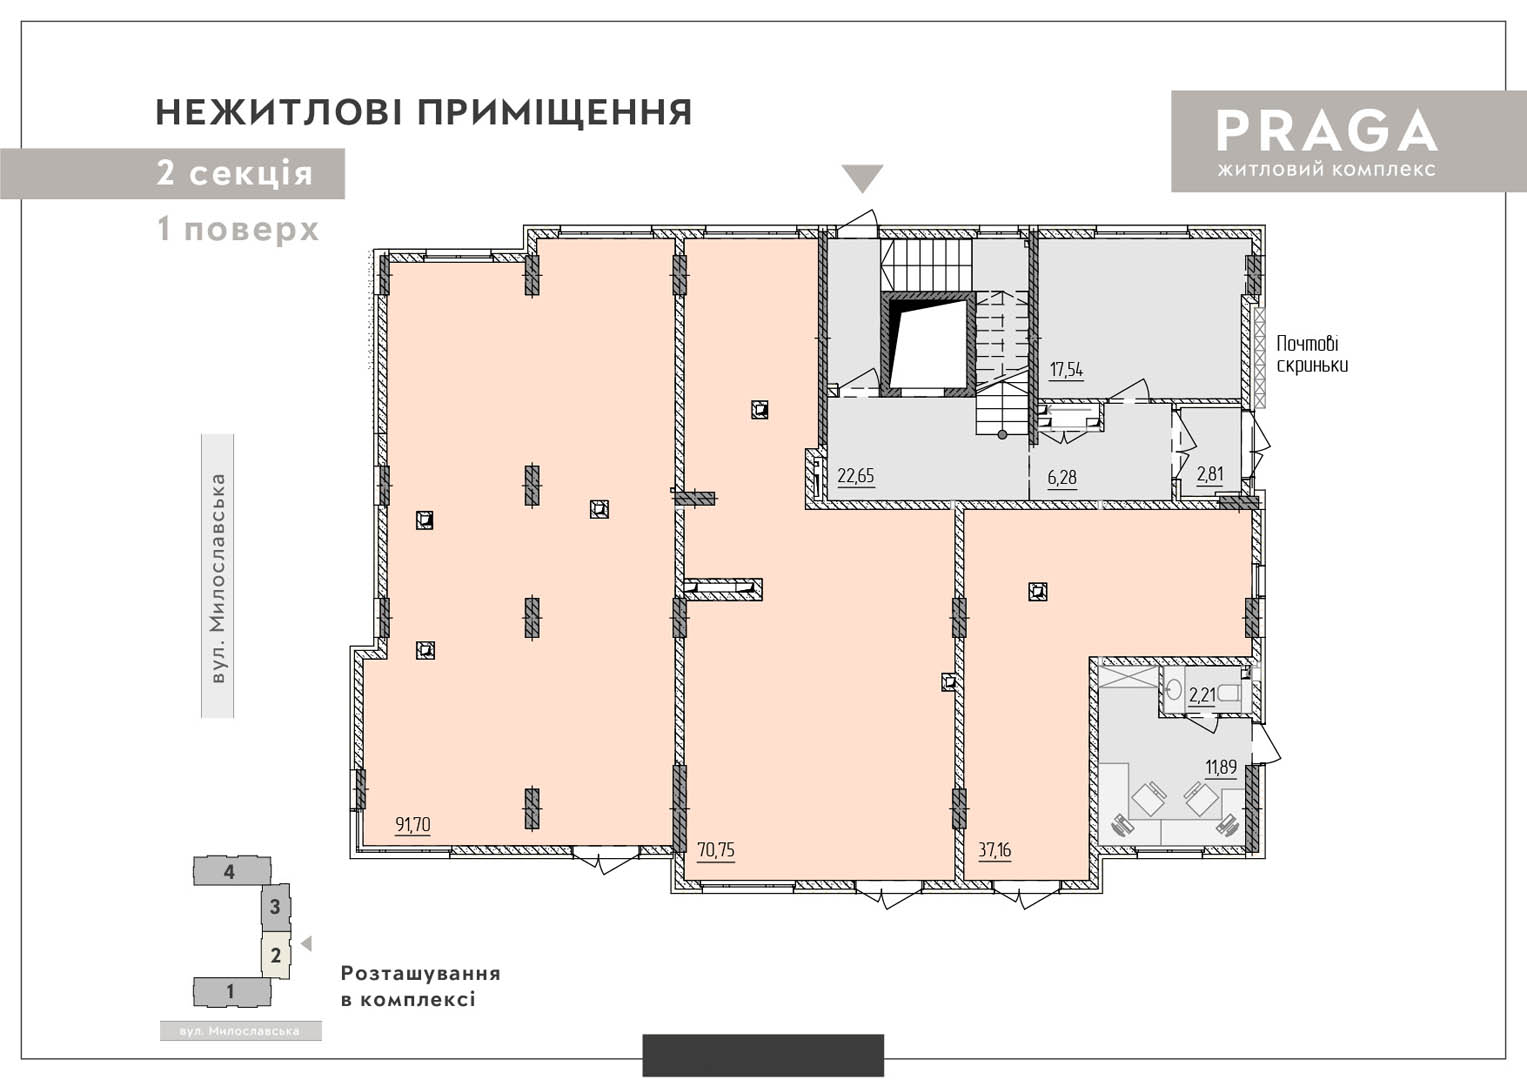 НЕЖИТЛОВІ ПРИМІЩЕННЯ
2 секція
1 поверх
PRAGA
ЖИТЛОВИЙ КОМПЛЕКС
Почтові
скриньки
17,54
22,65
6,28
2,81
2,21
11,89
91,70
70,75
37,16
вул. Милославська
4
3
2
1
вул. Милославська
Розташування
в комплексі